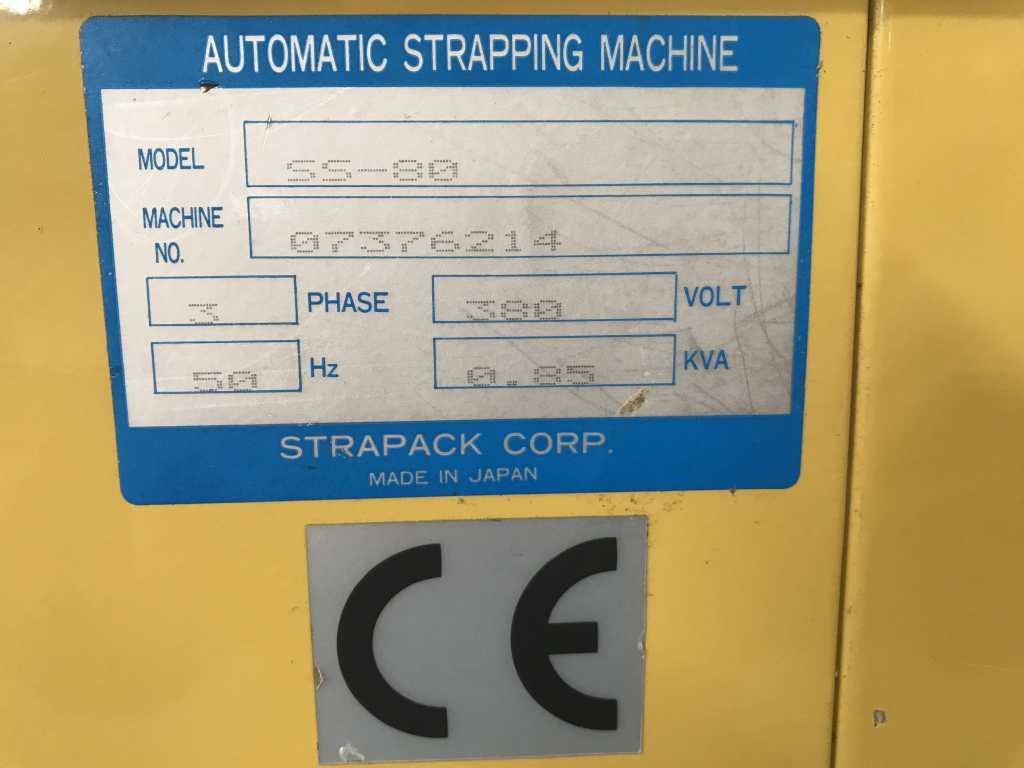 AUTOMATIC STRAPPING MACHINE
MODEL SS-80
MACHINE NO. 07376214
3 PHASE 380 VOLT
50 Hz 0.85 KVA
STRAPACK CORP.
MADE IN JAPAN
CE